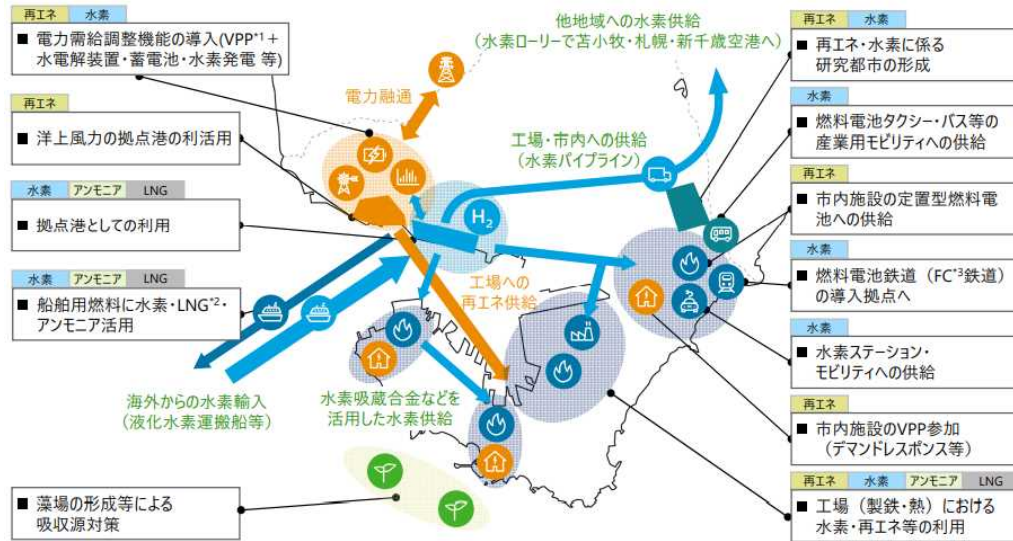 再エネ 水素
■ 電力需給調整機能の導入(VPP*1+
水電解装置・蓄電池・水素発電 等)
再エネ
■ 洋上風力の拠点港の利活用
水素 アンモニア LNG
■ 拠点港としての利用
水素 アンモニア LNG
■ 船舶用燃料に水素・LNG*2・
アンモニア活用
■ 藻場の形成等による
吸収源対策
電力融通
他地域への水素供給
(水素ローリーで苫小牧・札幌・新千歳空港へ)
工場・市内への供給
(水素パイプライン)
H2
工場への
再エネ供給
海外からの水素輸入
(液化水素運搬船等)
水素吸蔵合金などを
活用した水素供給
再エネ 水素
■ 再エネ・水素に係る
研究都市の形成
水素
■ 燃料電池タクシー・バス等の
産業用モビリティへの供給
再エネ
■ 市内施設の定置型燃料電
池への供給
水素
■ 燃料電池鉄道(FC*3鉄道)
の導入拠点へ
水素
■ 水素ステーション・
モビリティへの供給
再エネ
■ 市内施設のVPP参加
(デマンドレスポンス等)
再エネ 水素 アンモニア LNG
■ 工場(製鉄・熱)における
水素・再エネ等の利用